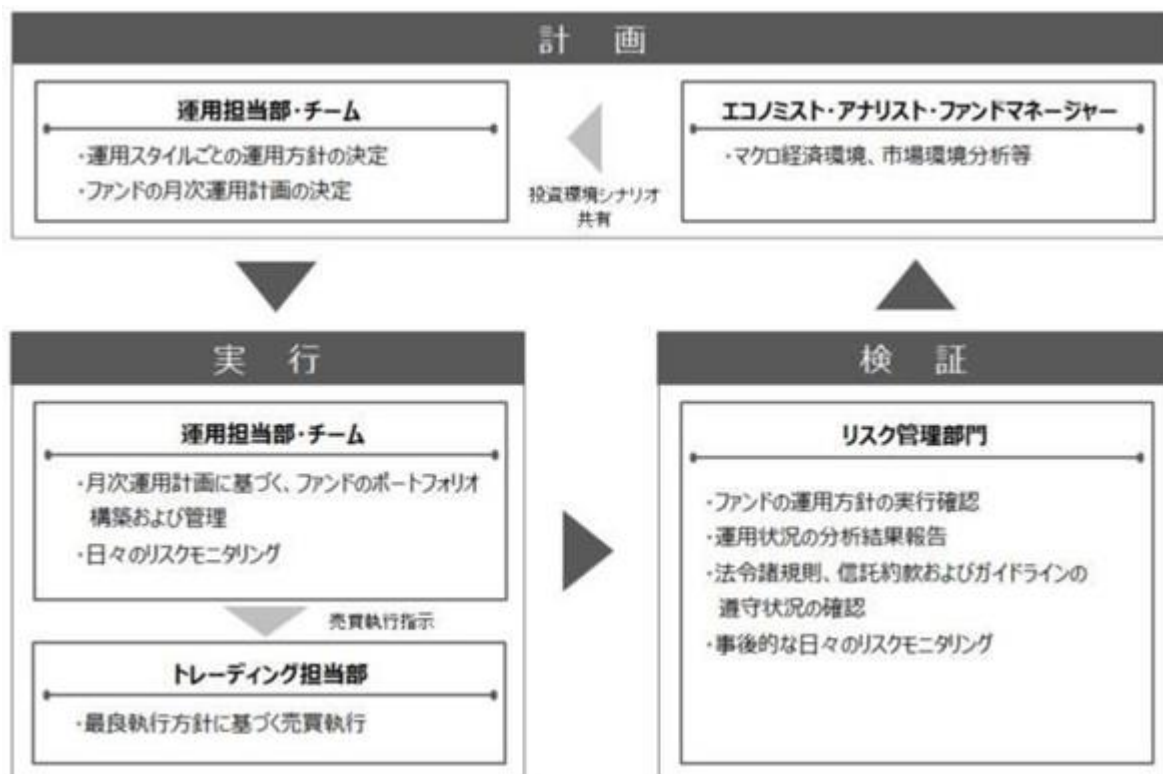 計 画
運用担当部・チーム
・運用スタイルごとの運用方針の決定
・ファンドの月次運用計画の決定
投資環境シナリオ
共有
エコノミスト・アナリスト・ファンドマネージャー
・マクロ経済環境、市場環境分析等
実 行
運用担当部・チーム
・月次運用計画に基づく、ファンドのポートフォリオ
構築および管理
・日々のリスクモニタリング
売買執行指示
トレーディング担当部
・最良執行方針に基づく売買執行
検 証
リスク管理部門
・ファンドの運用方針の実行確認
・運用状況の分析結果報告
・法令諸規則、信託約款およびガイドラインの
遵守状況の確認
・事後的な日々のリスクモニタリング